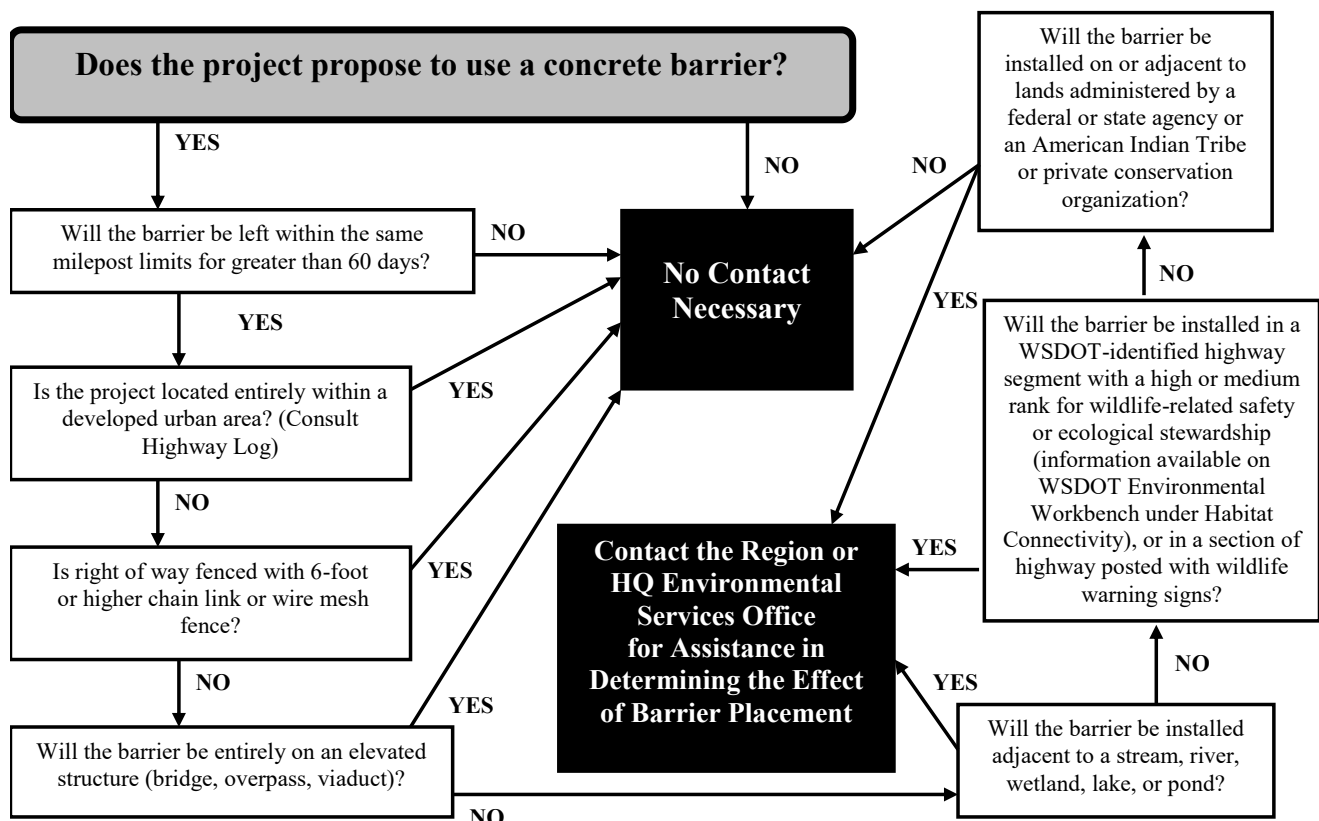 Does the project propose to use a concrete barrier?
YES
NO
Will the barrier be left within the same
milepost limits for greater than 60 days?
NO
YES
Is the project located entirely within a
developed urban area? (Consult
Highway Log)
YES
NO
Is right of way fenced with 6-foot
or higher chain link or wire mesh
fence?
YES
NO
Will the barrier be entirely on an elevated
structure (bridge, overpass, viaduct)?
YES
NO
No Contact
Necessary
Contact the Region or
HQ Environmental
Services Office
for Assistance in
Determining the Effect
of Barrier Placement
Will the barrier be installed
adjacent to a stream, river,
wetland, lake, or pond?
YES
NO
Will the barrier be installed in a
WSDOT-identified highway
segment with a high or medium
rank for wildlife-related safety
or ecological stewardship
(information available on
WSDOT Environmental
Workbench under Habitat
Connectivity), or in a section of
highway posted with wildlife
warning signs?
YES
NO
Will the barrier be
installed on or adjacent to
lands administered by a
federal or state agency or
an American Indian Tribe
or private conservation
organization?
NO
YES